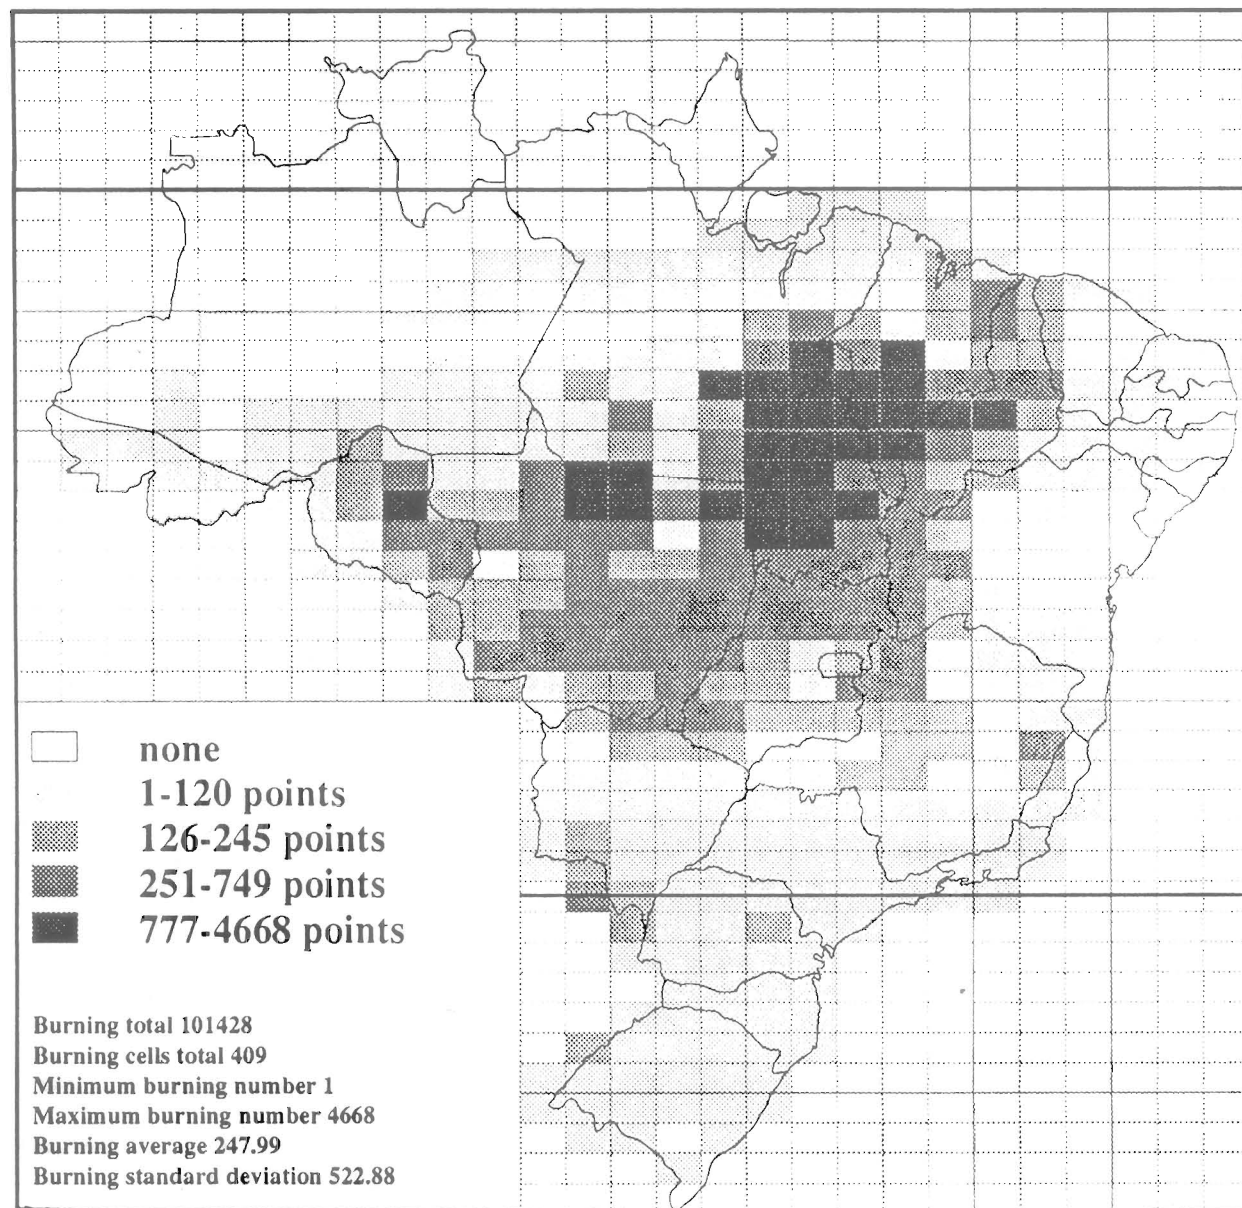 none
1-120 points
126-245 points
251-749 points
777-4668 points
Burning total 101428
Burning cells total 409
Minimum burning number 1
Maximum burning number 4668
Burning average 247.99
Burning standard deviation 522.88